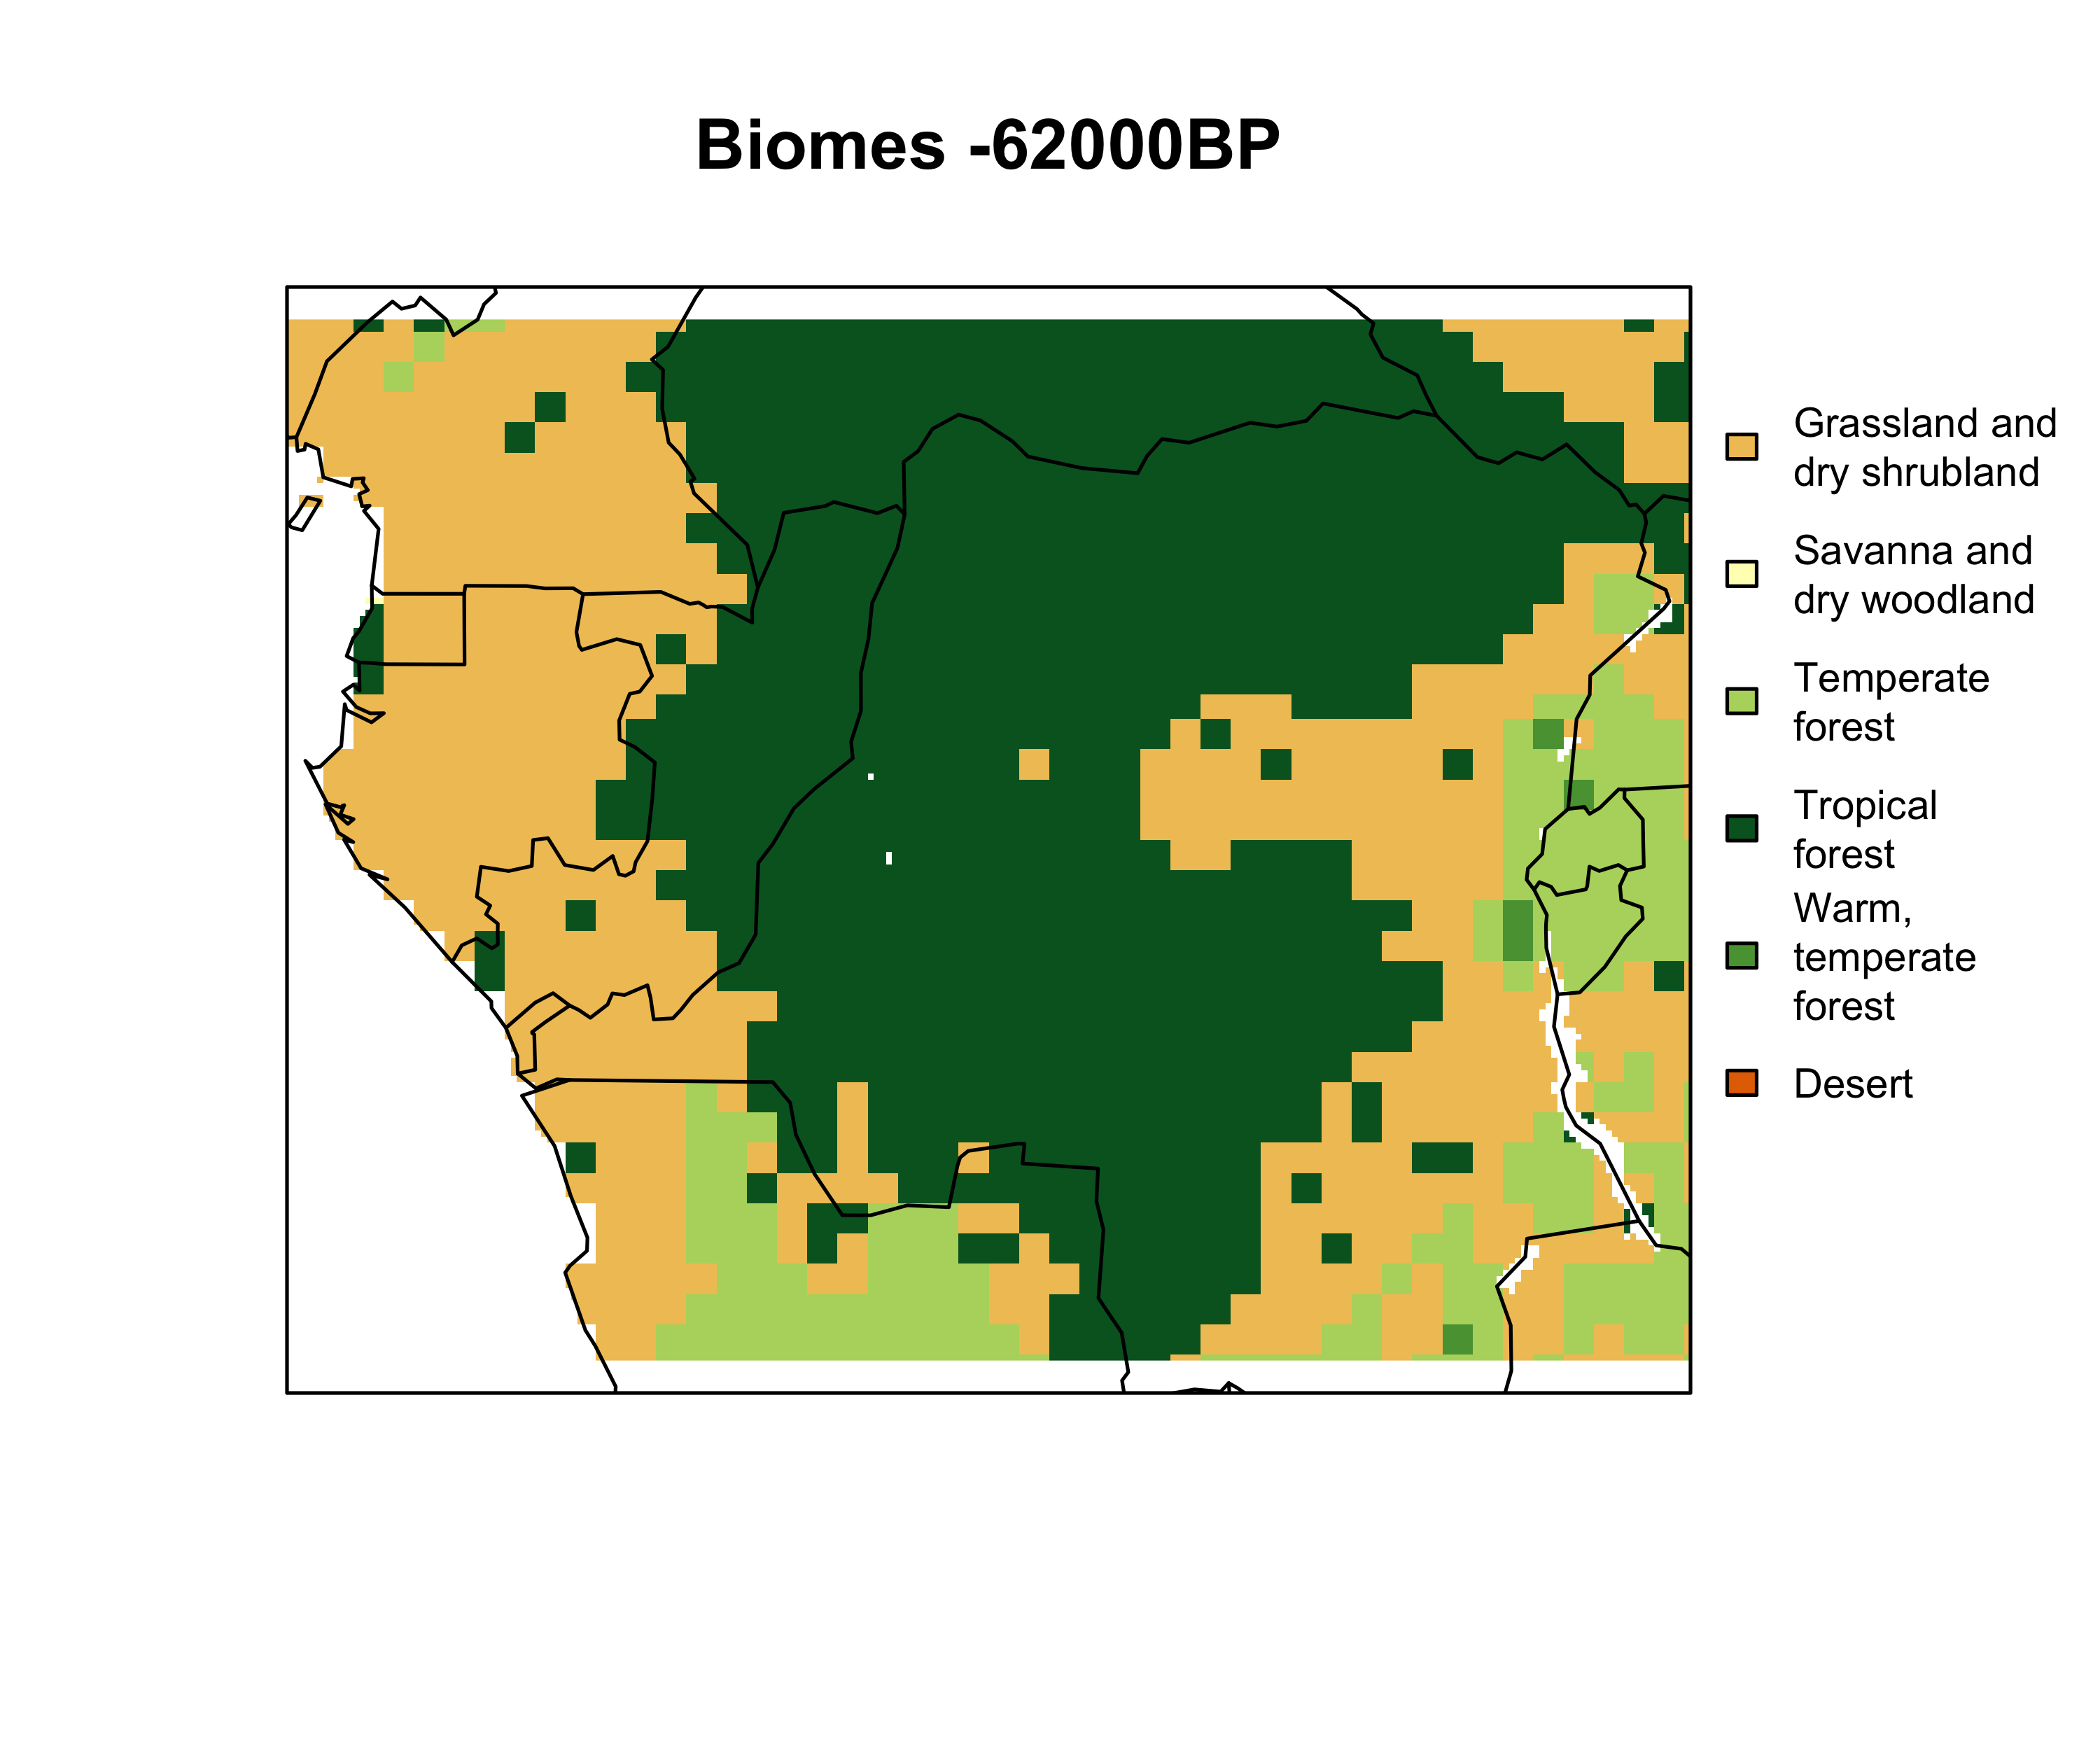 Biomes -62000BP
Grassland and
dry shrubland
Savanna and
dry woodland
Temperate
forest
Tropical
forest
Warm,
temperate
forest
Desert